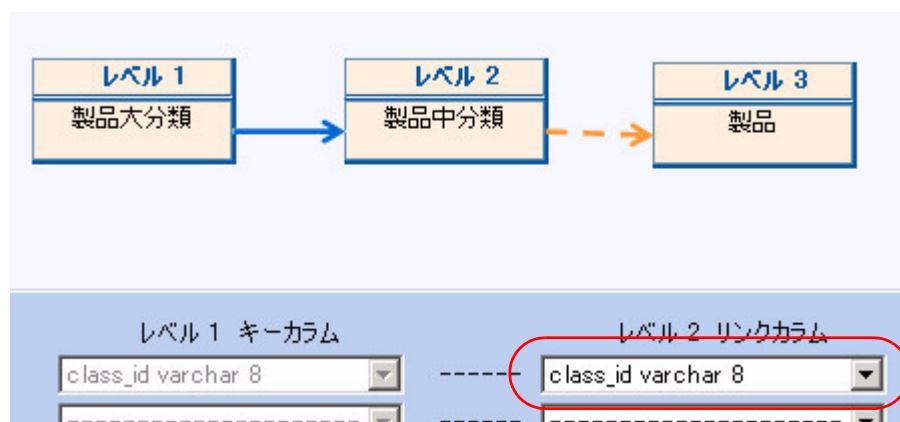 レベル 1
レベル 2
レベル 3
製品大分類
製品中分類
製品
レベル 1 キーカラム
レベル 2 リンクカラム
class_id varchar 8
class_id varchar 8